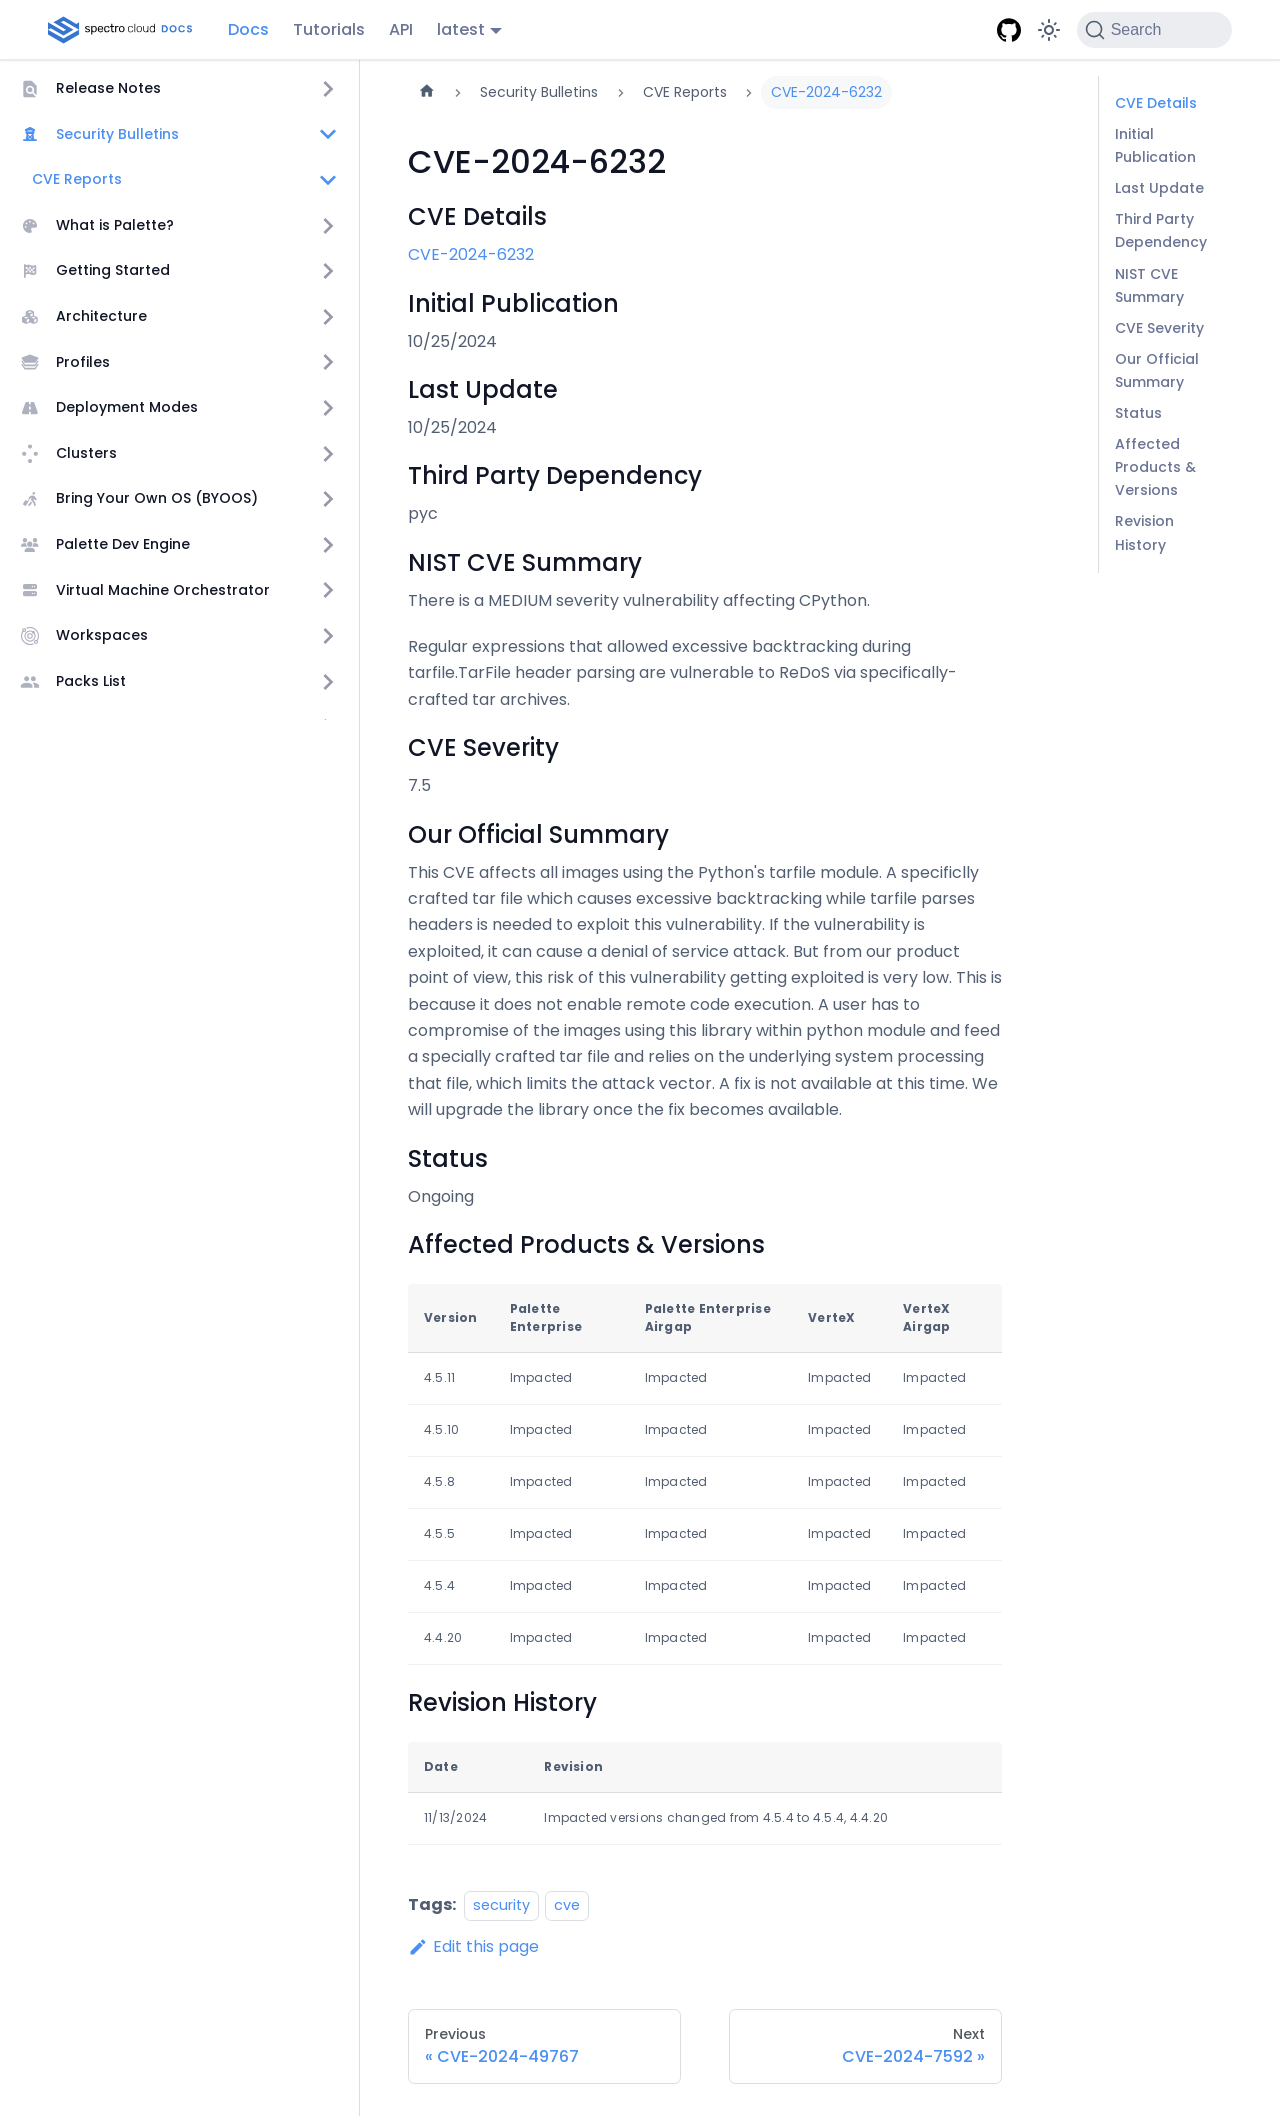 spectro cloud DOCS Docs Tutorials API latest Search
Release Notes
Security Bulletins
CVE Reports
What is Palette?
Getting Started
Architecture
Profiles
Deployment Modes
Clusters
Bring Your Own OS (BYOOS)
Palette Dev Engine
Virtual Machine Orchestrator
Workspaces
Packs List
Security Bulletins CVE Reports CVE-2024-6232
CVE-2024-6232
CVE Details
CVE-2024-6232
Initial Publication
10/25/2024
Last Update
10/25/2024
Third Party Dependency
pyc
NIST CVE Summary
There is a MEDIUM severity vulnerability affecting CPython.
Regular expressions that allowed excessive backtracking during
tarfile.TarFile header parsing are vulnerable to ReDoS via specifically-
crafted tar archives.
CVE Severity
7.5
Our Official Summary
This CVE affects all images using the Python's tarfile module. A specificlly
crafted tar file which causes excessive backtracking while tarfile parses
headers is needed to exploit this vulnerability. If the vulnerability is
exploited, it can cause a denial of service attack. But from our product
point of view, this risk of this vulnerability getting exploited is very low. This is
because it does not enable remote code execution. A user has to
compromise of the images using this library within python module and feed
a specially crafted tar file and relies on the underlying system processing
that file, which limits the attack vector. A fix is not available at this time. We
will upgrade the library once the fix becomes available.
Status
Ongoing
Affected Products & Versions
Version Palette Enterprise Palette Enterprise Airgap VerteX VerteX Airgap
4.5.11 Impacted Impacted Impacted Impacted
4.5.10 Impacted Impacted Impacted Impacted
4.5.8 Impacted Impacted Impacted Impacted
4.5.5 Impacted Impacted Impacted Impacted
4.5.4 Impacted Impacted Impacted Impacted
4.4.20 Impacted Impacted Impacted Impacted
Revision History
Date Revision
11/13/2024 Impacted versions changed from 4.5.4 to 4.5.4, 4.4.20
Tags: security cve
Edit this page
Previous
« CVE-2024-49767
Next
CVE-2024-7592 »
CVE Details
Initial
Publication
Last Update
Third Party
Dependency
NIST CVE
Summary
CVE Severity
Our Official
Summary
Status
Affected
Products &
Versions
Revision
History